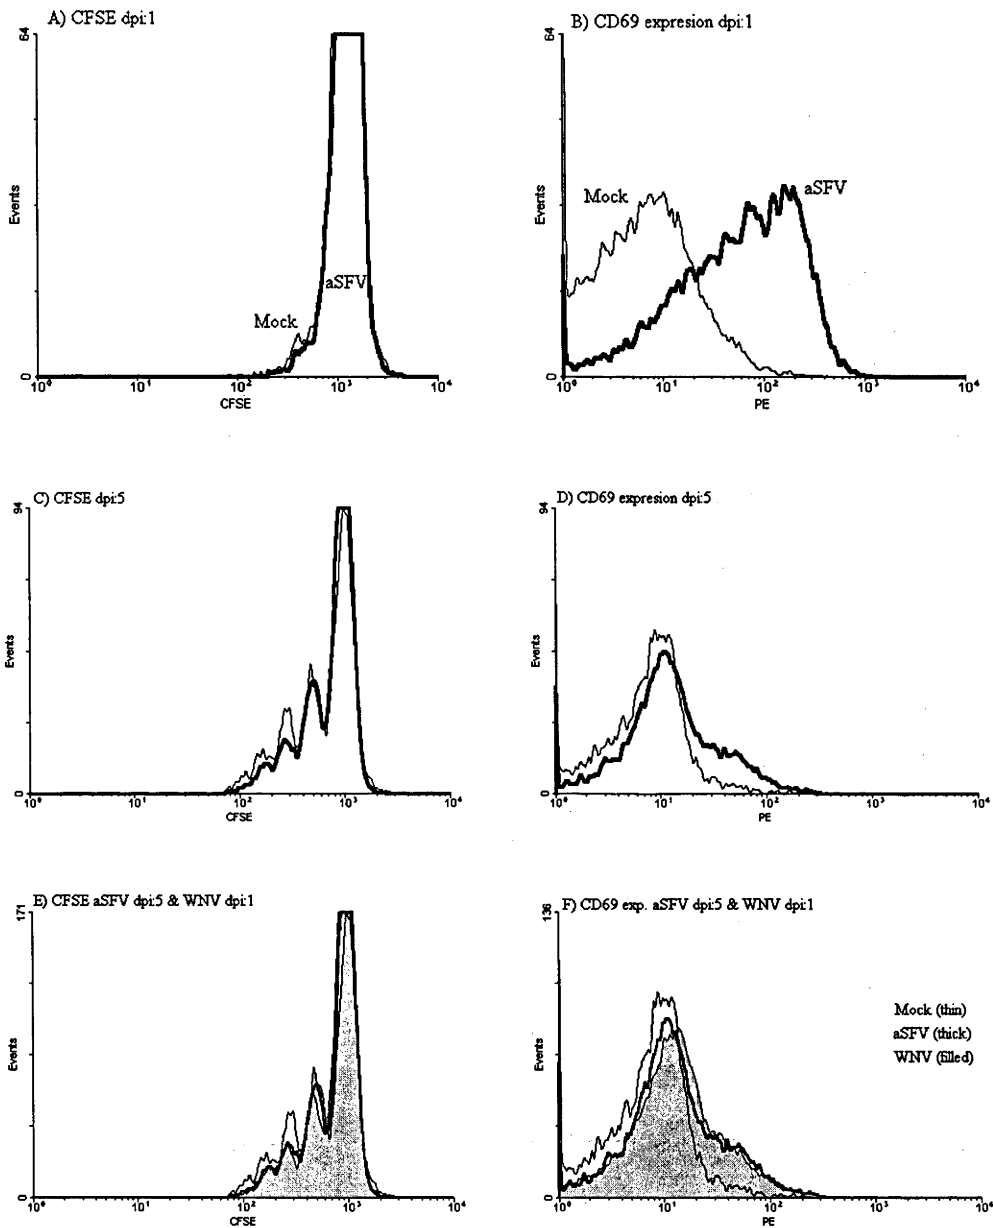 A) CFSE dpi:1
64
Events
0
Mock
aSFV
10⁰ 10¹ 10² 10³ 10⁴
CFSE
B) CD69 expresion dpi:1
64
Events
0
Mock
aSFV
10⁰ 10¹ 10² 10³ 10⁴
PE
C) CFSE dpi:5
94
Events
0
10⁰ 10¹ 10² 10³ 10⁴
CFSE
D) CD69 expresion dpi:5
94
Events
0
10⁰ 10¹ 10² 10³ 10⁴
PE
E) CFSE aSFV dpi:5 & WNV dpi:1
171
Events
0
10⁰ 10¹ 10² 10³ 10⁴
CFSE
F) CD69 exp. aSFV dpi:5 & WNV dpi:1
136
Events
0
Mock (thin)
aSFV (thick)
WNV (filled)
10⁰ 10¹ 10² 10³ 10⁴
PE